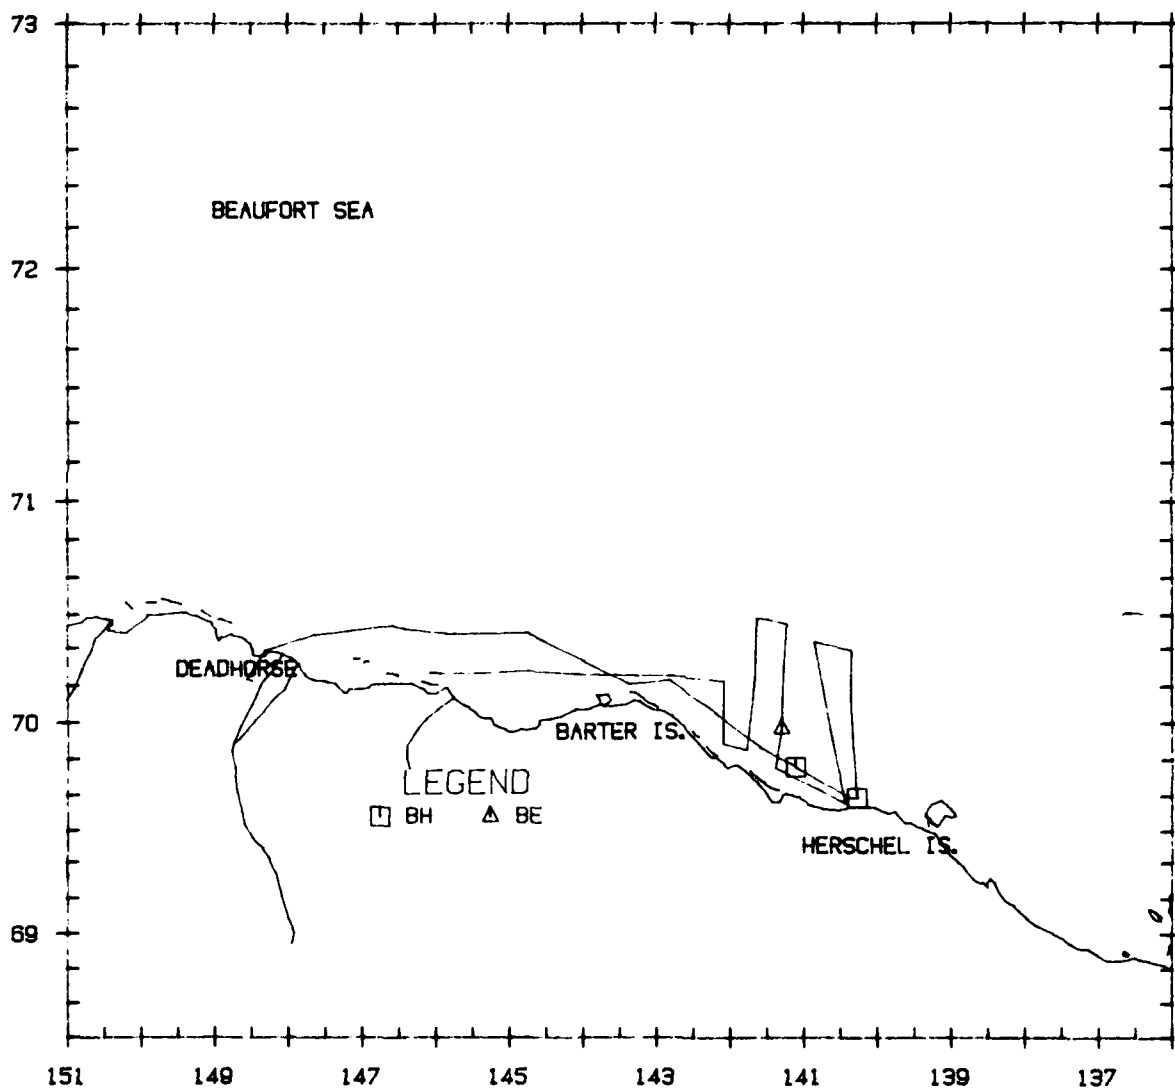 73
BEAUFORT SEA
72
71
DEADHORSE
70
BARTER IS.
LEGEND
BH BE
HERSCHEL IS.
69
151 149 147 145 143 141 139 137